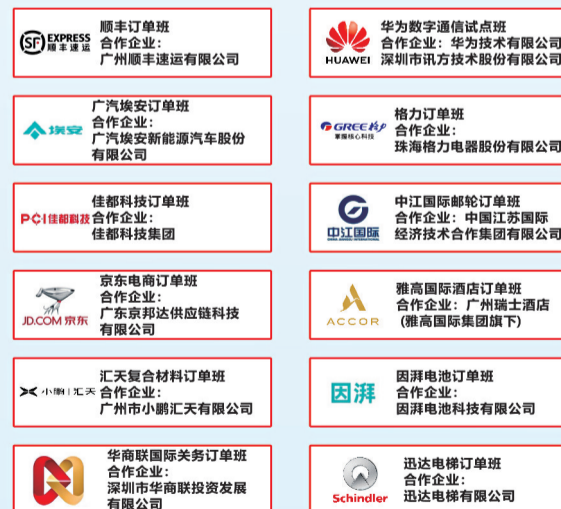 SF EXPRESS
顺丰速运
顺丰订单班
合作企业：
广州顺丰速运有限公司
HUAWEI
华为数字通信试点班
合作企业：华为技术有限公司
深圳市讯方技术股份有限公司
埃安
广汽埃安订单班
合作企业：
广汽埃安新能源汽车股份
有限公司
GREE格力
掌握核心科技
格力订单班
合作企业：
珠海格力电器股份有限公司
PCI佳都科技
佳都科技订单班
合作企业：
佳都科技集团
中江国际
中江国际邮轮订单班
合作企业：中国江苏国际
经济技术合作集团有限公司
JD.COM 京东
京东电商订单班
合作企业：
广东京邦达供应链科技
有限公司
ACCOR
雅高国际酒店订单班
合作企业：广州瑞士酒店
(雅高国际集团旗下)
小鹏|汇天
汇天复合材料订单班
合作企业：
广州市小鹏汇天有限公司
因湃
因湃电池订单班
合作企业：
因湃电池科技有限公司
华商联国际关务订单班
合作企业：
深圳市华商联投资发展
有限公司
Schindler
迅达电梯订单班
合作企业：
迅达电梯有限公司